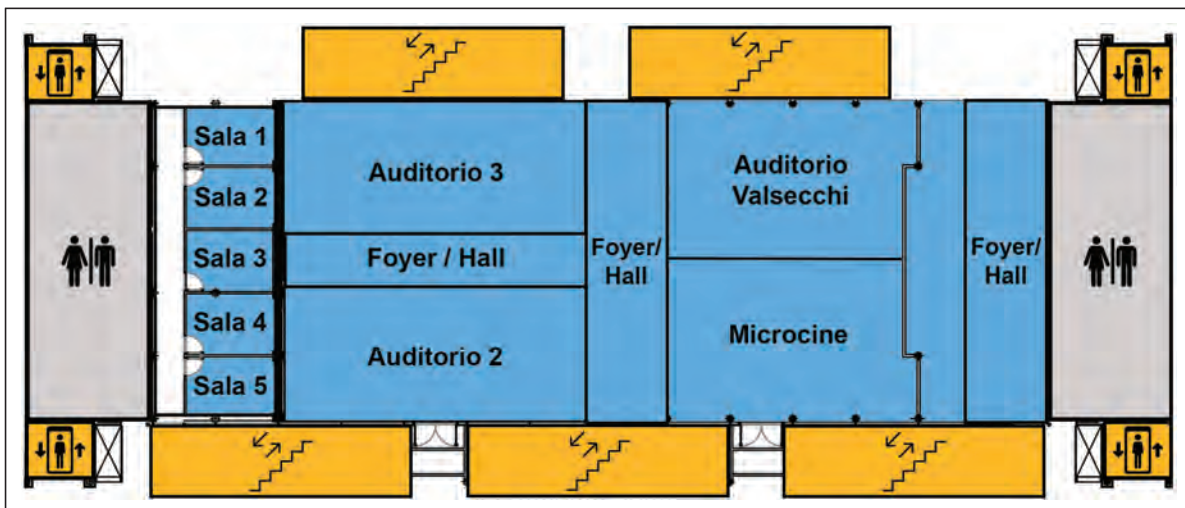 Sala 1
Sala 2
Sala 3
Sala 4
Sala 5
Auditorio 3
Foyer / Hall
Auditorio 2
Foyer/
Hall
Auditorio
Valsecchi
Microcine
Foyer/
Hall